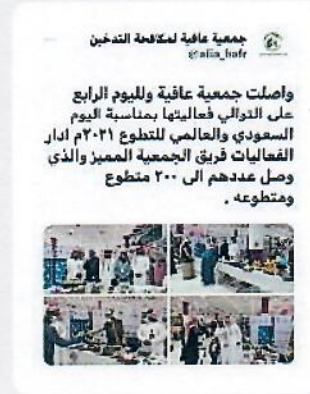 جمعية عافية لمكافحة التدخين
@afia_hafr
واصلت جمعية عافية ولليوم الرابع
على التوالي فعالياتها بمناسبة اليوم
السعودي والعالمي للتطوع ٢٠٢١م ادار
الفعاليات فريق الجمعية المميز والذي
وصل عددهم الى ٢٠٠ متطوع
ومتطوعه .